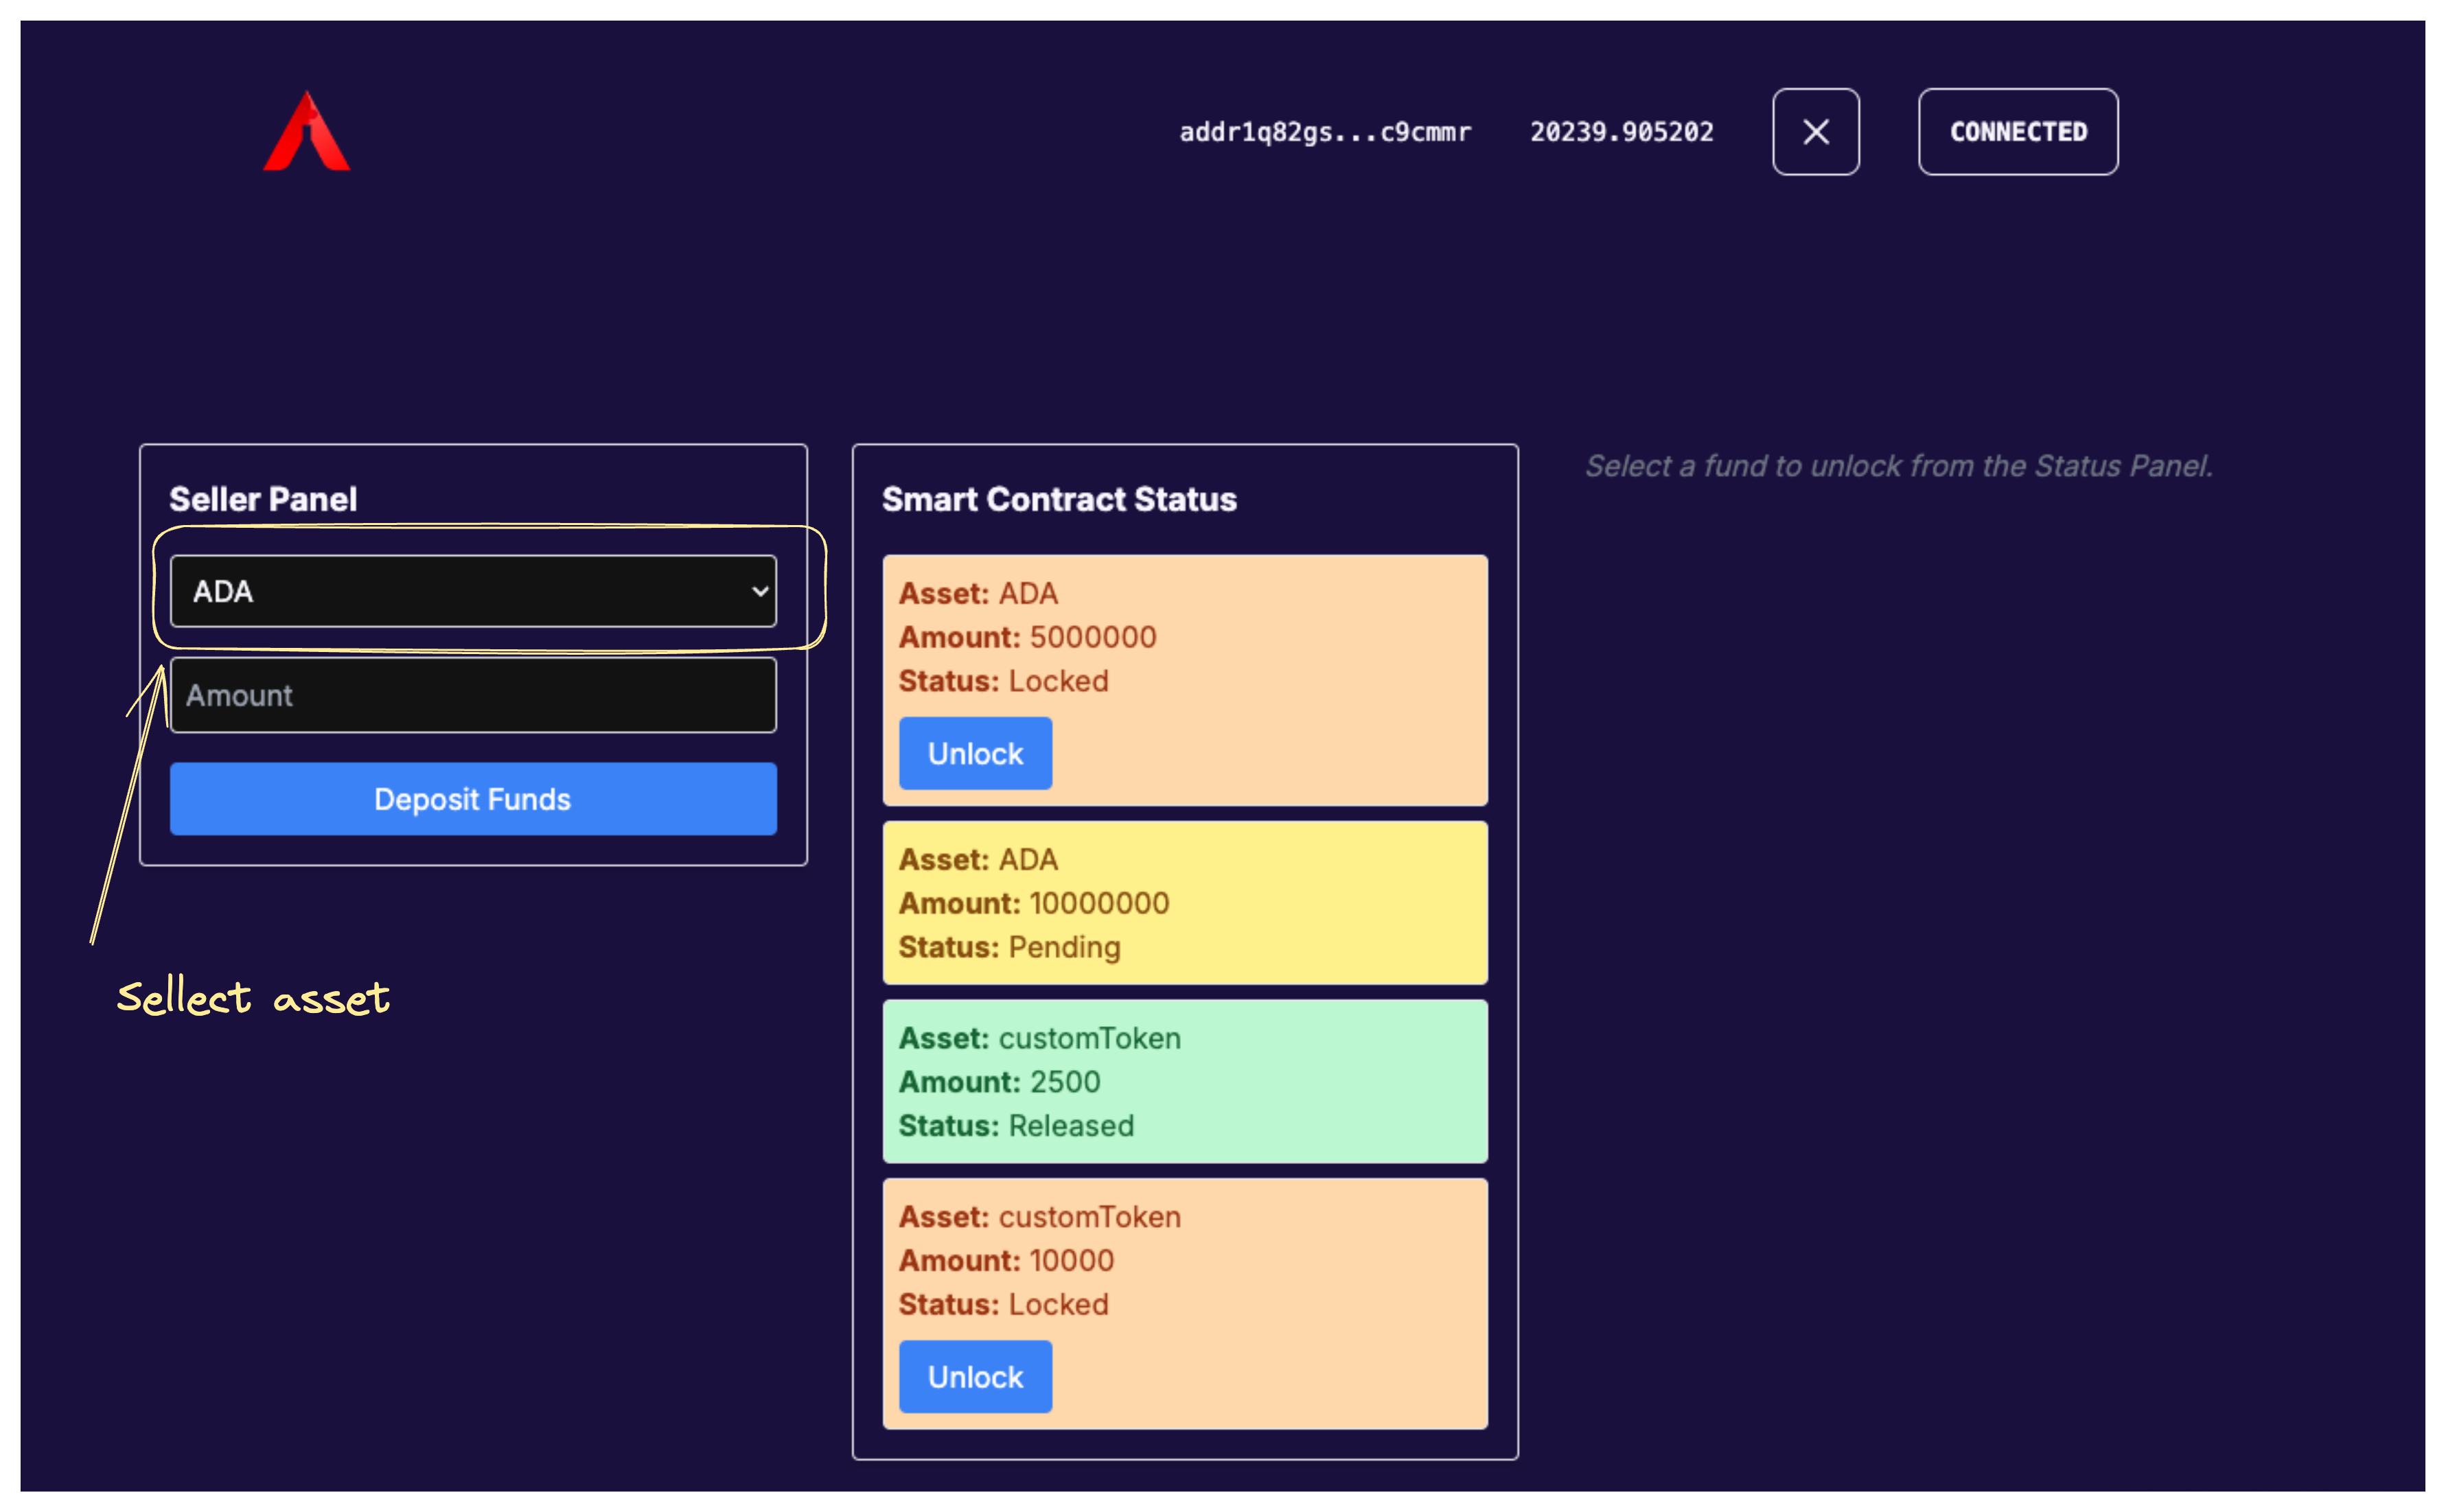 addr1q82gs...c9cmmr 20239.905202 CONNECTED
Seller Panel
ADA
Amount
Deposit Funds
Sellect asset
Smart Contract Status
Asset: ADA
Amount: 5000000
Status: Locked
Unlock
Asset: ADA
Amount: 10000000
Status: Pending
Asset: customToken
Amount: 2500
Status: Released
Asset: customToken
Amount: 10000
Status: Locked
Unlock
Select a fund to unlock from the Status Panel.